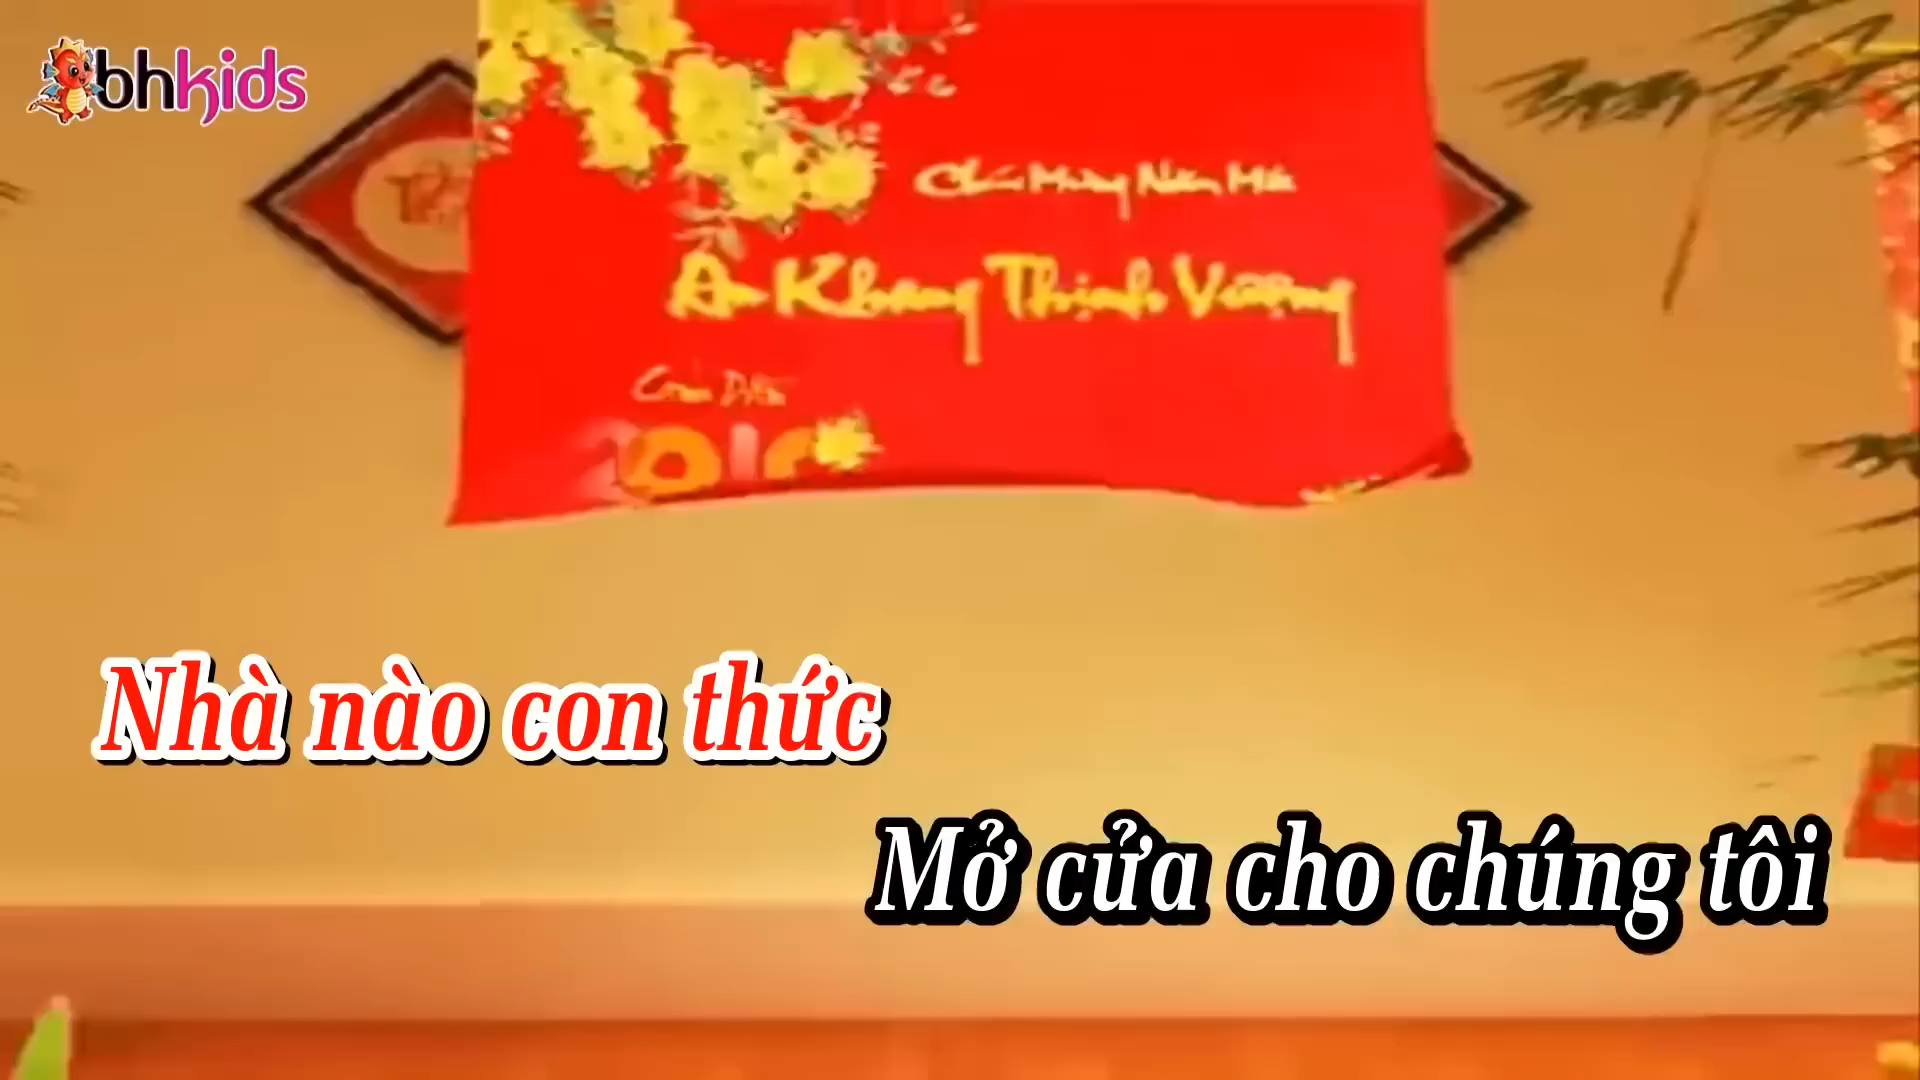 bhkids
Chúc Mừng Năm Mới
An Khang Thịnh Vượng
Nhà nào con thức
Mở cửa cho chúng tôi